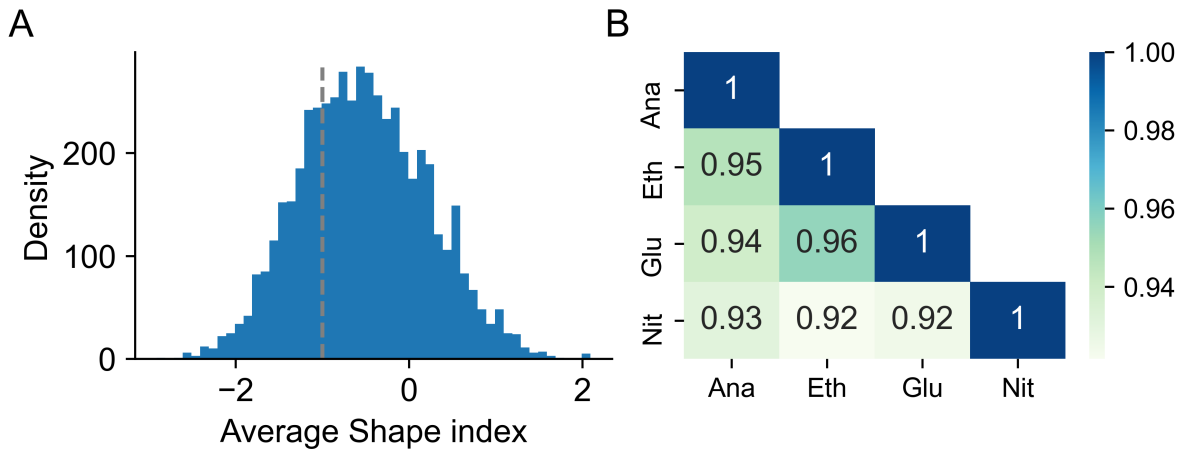 A
Density
200
100
0
−2
0
2
Average Shape index
B
Ana
Eth
Glu
Nit
1
0.95
1
0.94
0.96
1
0.93
0.92
0.92
1
Ana
Eth
Glu
Nit
1.00
0.98
0.96
0.94